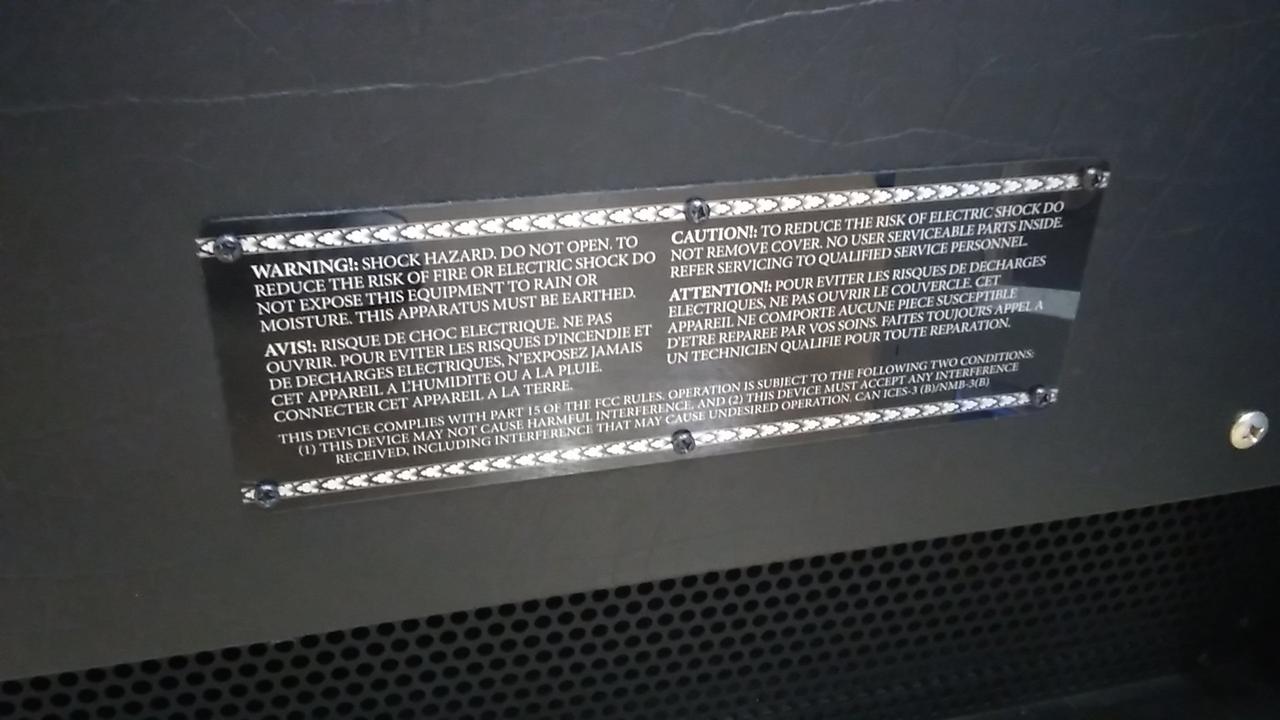 WARNING!: SHOCK HAZARD. DO NOT OPEN. TO
REDUCE THE RISK OF FIRE OR ELECTRIC SHOCK DO
NOT EXPOSE THIS EQUIPMENT TO RAIN OR
MOISTURE. THIS APPARATUS MUST BE EARTHED.
AVIS!: RISQUE DE CHOC ELECTRIQUE. NE PAS
OUVRIR. POUR EVITER LES RISQUES D'INCENDIE ET
DE DECHARGES ELECTRIQUES, N'EXPOSEZ JAMAIS
CET APPAREIL A L'HUMIDITE OU A LA PLUIE.
CONNECTER CET APPAREIL A LA TERRE.
CAUTION!: TO REDUCE THE RISK OF ELECTRIC SHOCK DO
NOT REMOVE COVER. NO USER SERVICEABLE PARTS INSIDE.
REFER SERVICING TO QUALIFIED SERVICE PERSONNEL.
ATTENTION!: POUR EVITER LES RISQUES DE DECHARGES
ELECTRIQUES, NE PAS OUVRIR LE COUVERCLE. CET
APPAREIL NE COMPORTE AUCUNE PIECE SUSCEPTIBLE
D'ETRE REPAREE PAR VOS SOINS. FAITES TOUJOURS APPEL A
UN TECHNICIEN QUALIFIE POUR TOUTE REPARATION.
THIS DEVICE COMPLIES WITH PART 15 OF THE FCC RULES. OPERATION IS SUBJECT TO THE FOLLOWING TWO CONDITIONS:
(1) THIS DEVICE MAY NOT CAUSE HARMFUL INTERFERENCE, AND (2) THIS DEVICE MUST ACCEPT ANY INTERFERENCE
RECEIVED, INCLUDING INTERFERENCE THAT MAY CAUSE UNDESIRED OPERATION. CAN ICES-3 (B)/NMB-3(B)